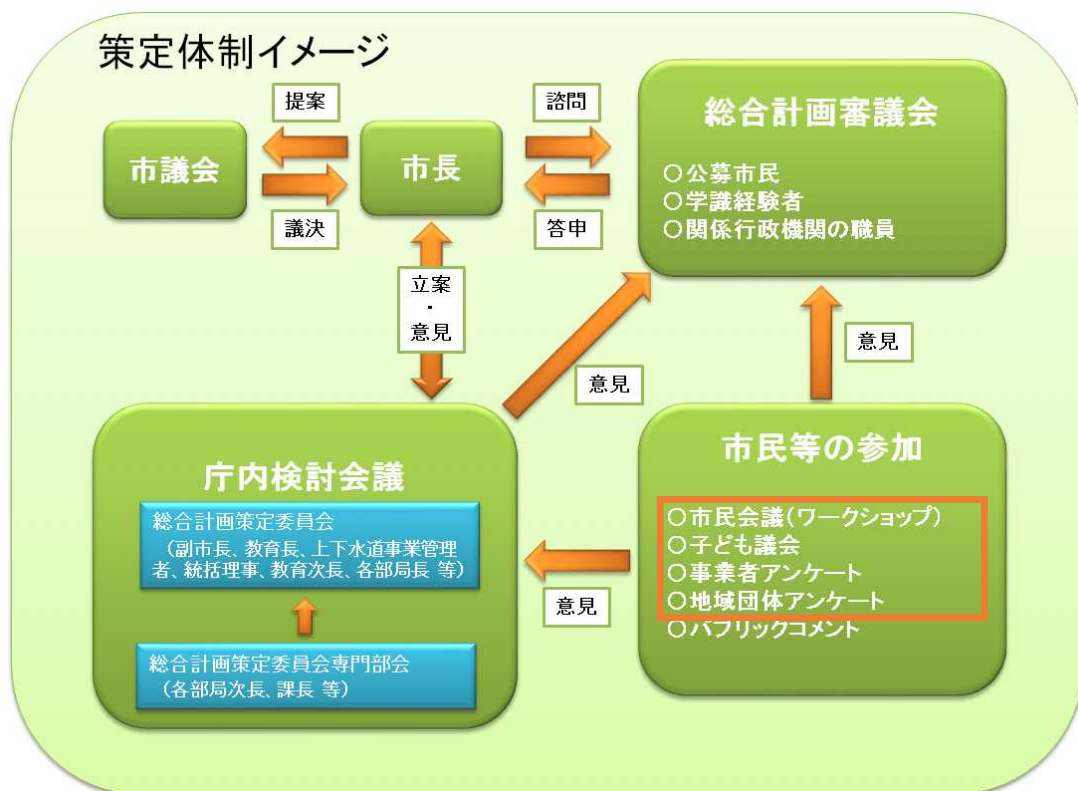 策定体制イメージ
提案
諮問
総合計画審議会
市議会
市長
○公募市民
○学識経験者
○関係行政機関の職員
議決
答申
立案
・
意見
意見
意見
庁内検討会議
総合計画策定委員会
(副市長、教育長、上下水道事業管理
者、統括理事、教育次長、各部局長 等)
総合計画策定委員会専門部会
(各部局次長、課長 等)
意見
市民等の参加
○市民会議(ワークショップ)
○子ども議会
○事業者アンケート
○地域団体アンケート
○パブリックコメント